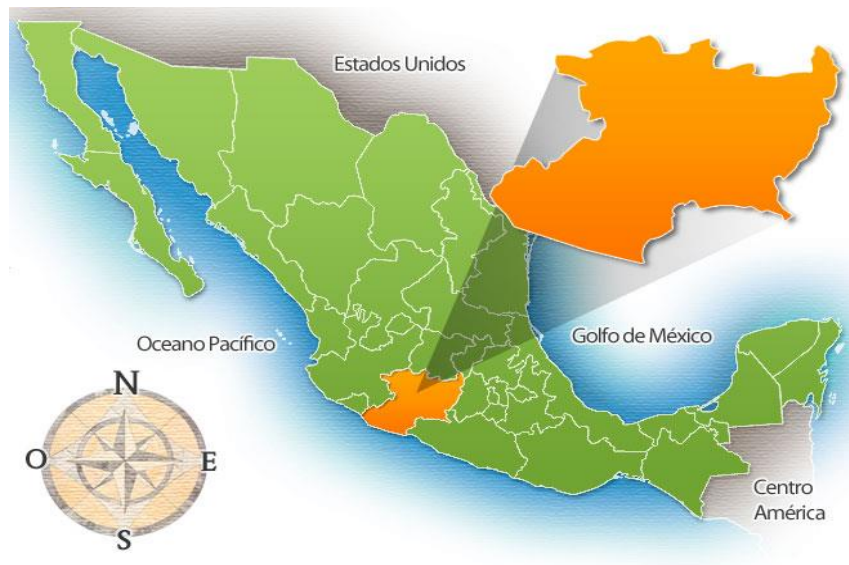 Estados Unidos
Golfo de México
Oceano Pacífico
N
O
E
S
Centro
América